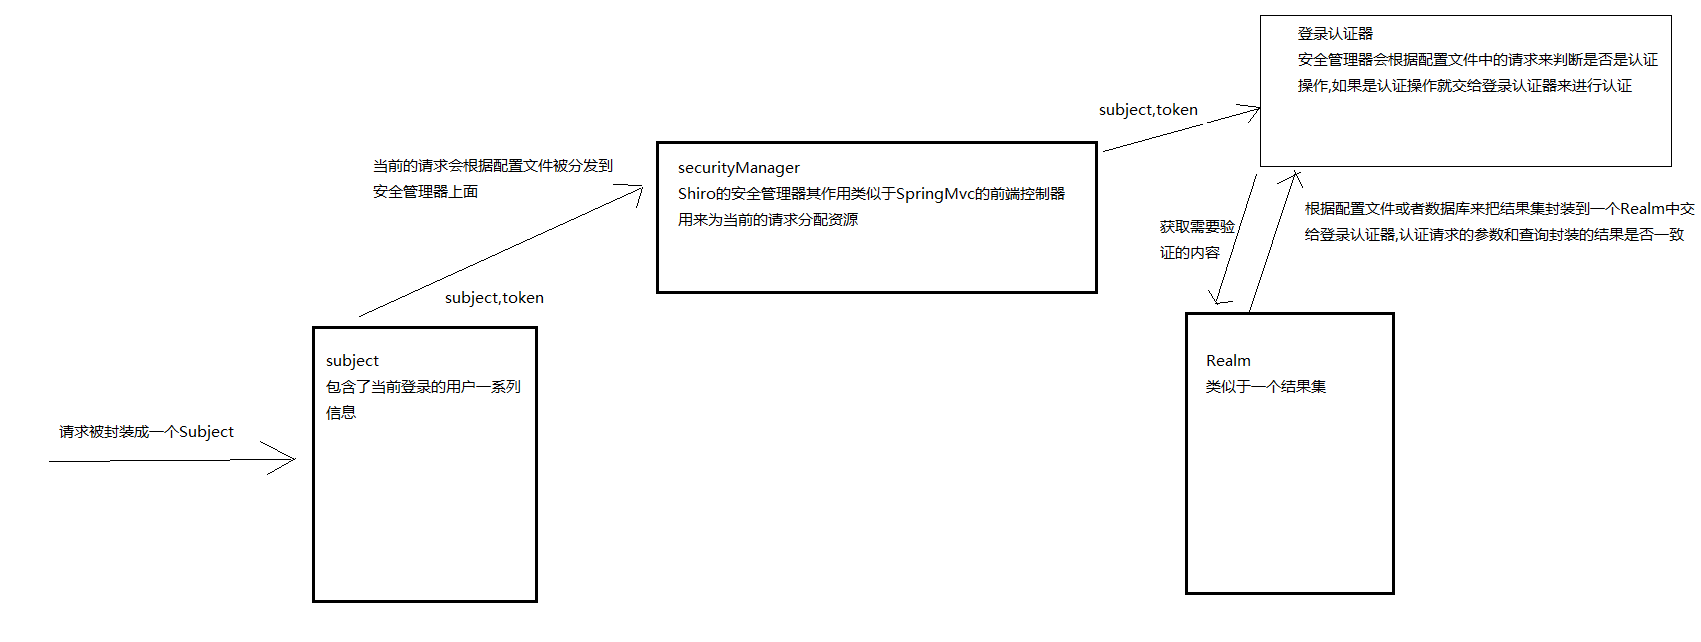 请求被封装成一个Subject
subject
包含了当前登录的用户一系列
信息
当前的请求会根据配置文件被分发到
安全管理器上面
subject,token
securityManager
Shiro的安全管理器其作用类似于SpringMvc的前端控制器
用来为当前的请求分配资源
subject,token
登录认证器
安全管理器会根据配置文件中的请求来判断是否是认证
操作,如果是认证操作就交给登录认证器来进行认证
获取需要验
证的内容
根据配置文件或者数据库来把结果集封装到一个Realm中交
给登录认证器,认证请求的参数和查询封装的结果是否一致
Realm
类似于一个结果集